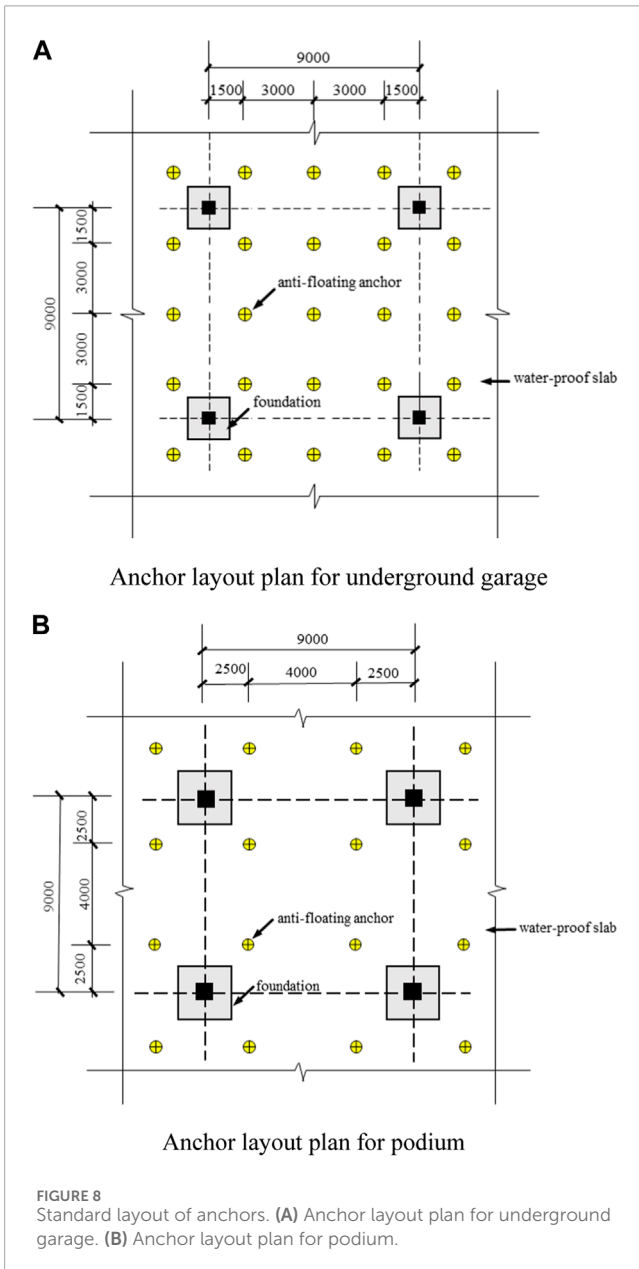 A
9000
1500 3000 3000 1500
1500
3000
9000
3000
1500
anti-floating anchor
water-proof slab
foundation
Anchor layout plan for underground garage
B
9000
2500 4000 2500
2500
9000
4000
2500
anti-floating anchor
water-proof slab
foundation
Anchor layout plan for podium
FIGURE 8
Standard layout of anchors. (A) Anchor layout plan for underground
garage. (B) Anchor layout plan for podium.